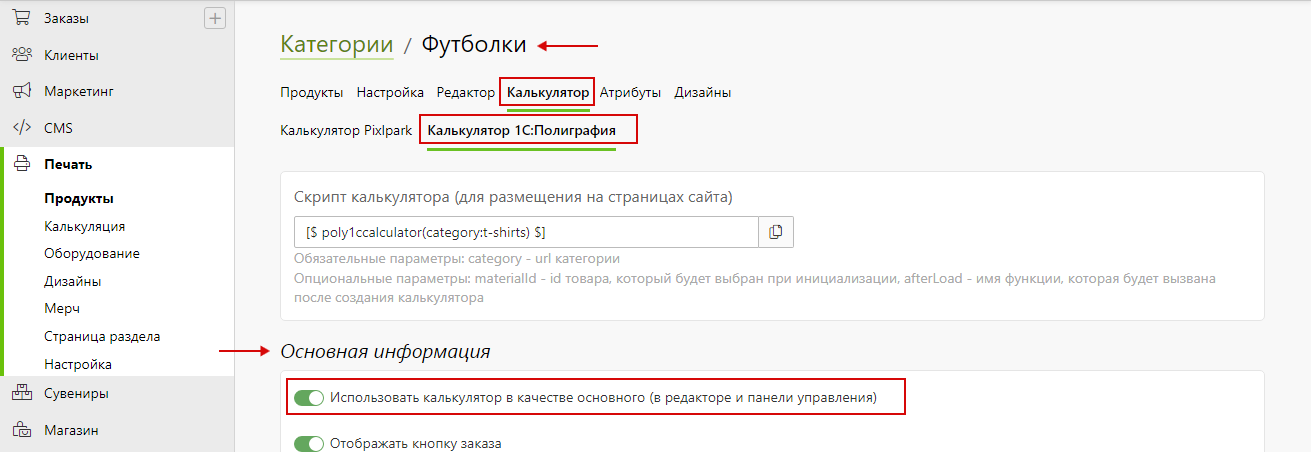 Заказы
Клиенты
Маркетинг
CMS
Печать
Продукты
Калькуляция
Оборудование
Дизайны
Мерч
Страница раздела
Настройка
Сувениры
Магазин
Категории / Футболки
Продукты Настройка Редактор Калькулятор Атрибуты Дизайны
Калькулятор Pixlpark Калькулятор 1С:Полиграфия
Скрипт калькулятора (для размещения на страницах сайта)
[$ poly1ccalculator(category:t-shirts) $]
Обязательные параметры: category - url категории
Опциональные параметры: materialId - id товара, который будет выбран при инициализации, afterLoad - имя функции, которая будет вызвана
после создания калькулятора
Основная информация
Использовать калькулятор в качестве основного (в редакторе и панели управления)
Отображать кнопку заказа